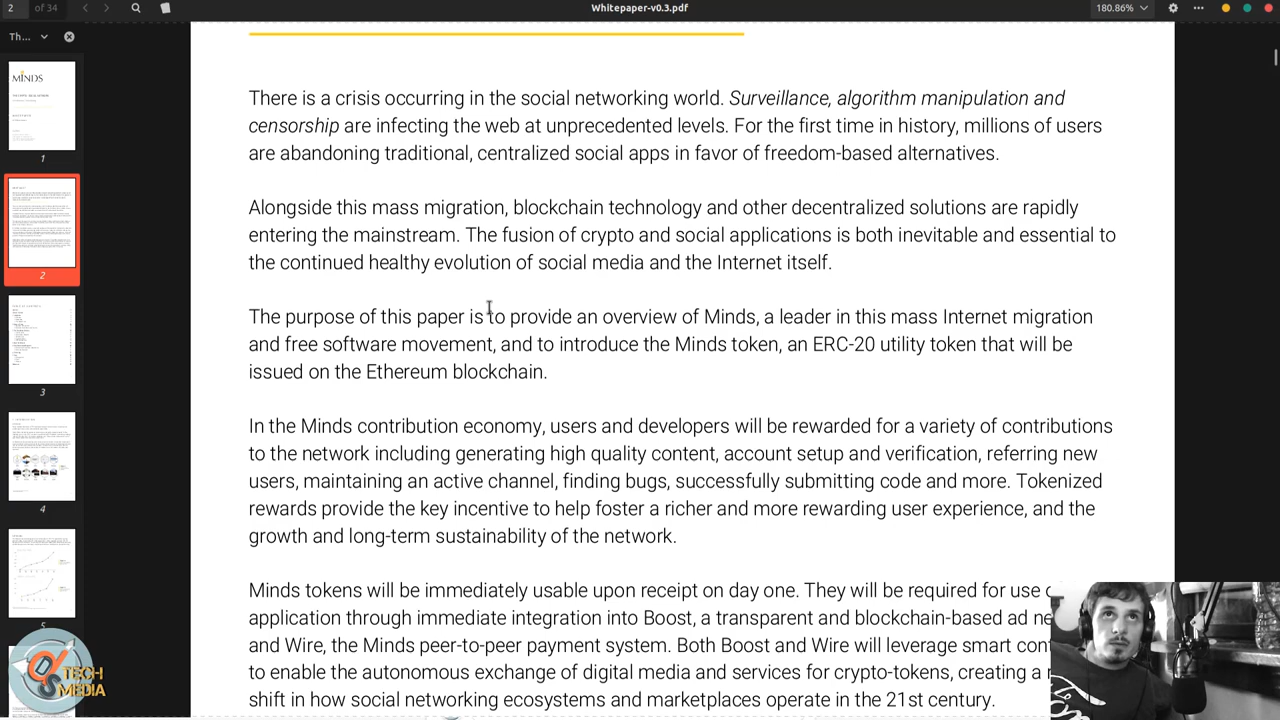 2 of 34
Whitepaper-v0.3.pdf
180.86%
Th...
MINDS
1
2
3
4
5
There is a crisis occurring in the social networking world. Surveillance, algorithm manipulation and
censorship are infecting the web at unprecedented levels. For the first time in history, millions of users
are abandoning traditional, centralized social apps in favor of freedom-based alternatives.
Alongside this mass migration, blockchain technology and other decentralized solutions are rapidly
entering the mainstream. The fusion of crypto and social applications is both inevitable and essential to
the continued healthy evolution of social media and the Internet itself.
The purpose of this paper is to provide an overview of Minds, a leader in this mass Internet migration
and free software movement, and to introduce the Minds token, an ERC-20 utility token that will be
issued on the Ethereum blockchain.
In the Minds contribution economy, users and developers will be rewarded for a variety of contributions
to the network including generating high quality content, account setup and verification, referring new
users, maintaining an active channel, finding bugs, successfully submitting code and more. Tokenized
rewards provide the key incentive to help foster a richer and more rewarding user experience, and the
growth and long-term sustainability of the network.
Minds tokens will be immediately usable upon receipt on day one. They will be required for use
application through immediate integration into Boost, a transparent and blockchain-based ad
and Wire, the Minds peer-to-peer payment system. Both Boost and Wire will leverage smart
to enable the autonomous exchange of digital media and services for crypto-tokens, creating a
shift in how social networking ecosystems and marketplaces operate in the 21st century.
TECH
MEDIA